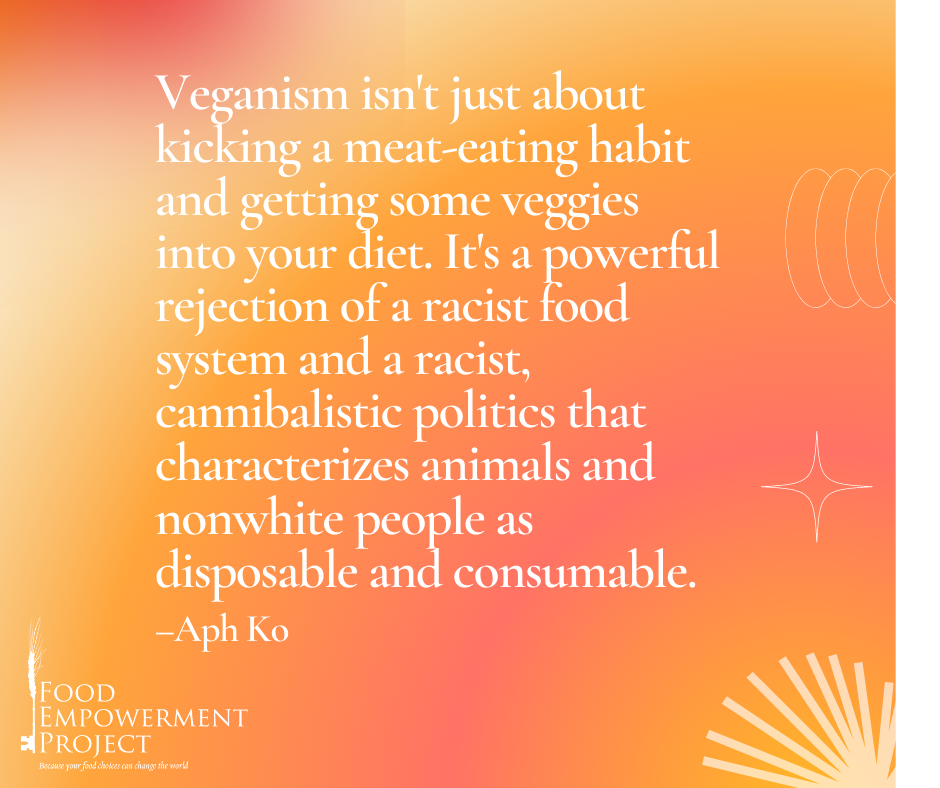 Veganism isn't just about
kicking a meat-eating habit
and getting some veggies
into your diet. It's a powerful
rejection of a racist food
system and a racist,
cannibalistic politics that
characterizes animals and
nonwhite people as
disposable and consumable.
–Aph Ko
Food
Empowerment
Project
Because your food choices can change the world